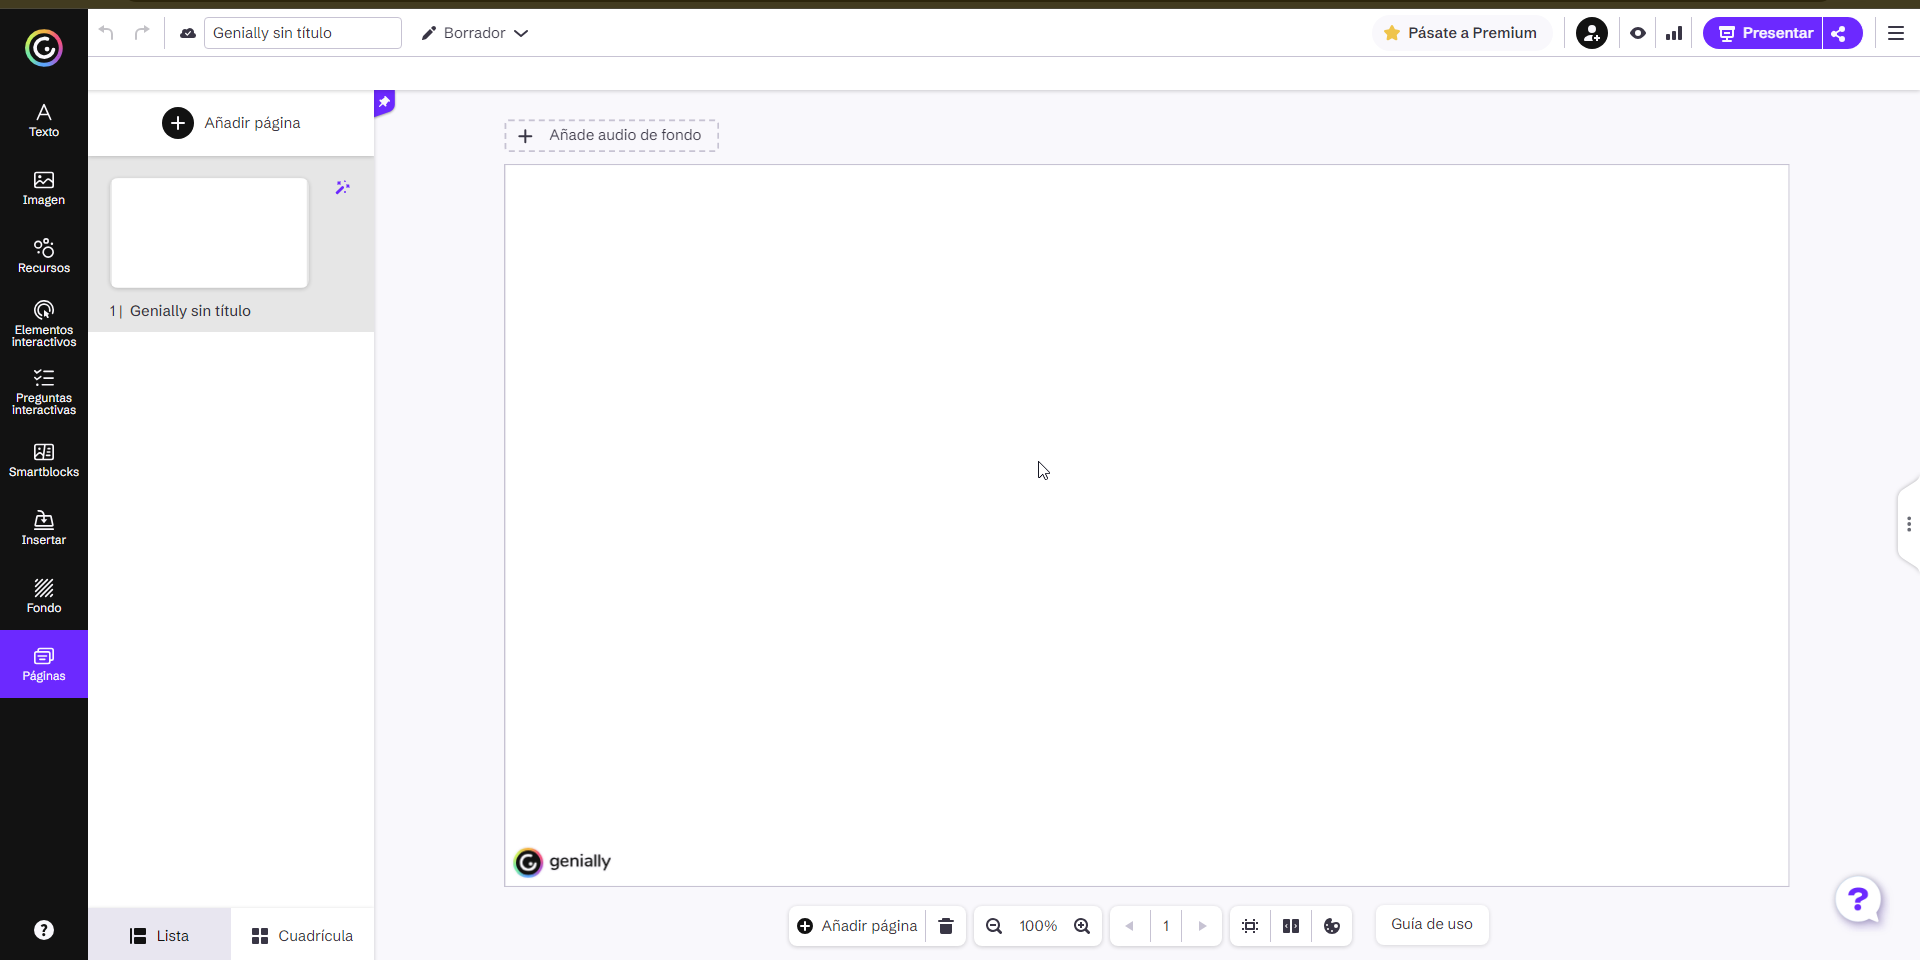 Genially sin título
Borrador
Pásate a Premium
Presentar
Texto
Imagen
Recursos
Elementos
interactivos
Preguntas
interactivas
Smartblocks
Insertar
Fondo
Páginas
?
Añadir página
1 | Genially sin título
Lista
Cuadrícula
Añade audio de fondo
genially
Añadir página
100%
1
Guía de uso
?